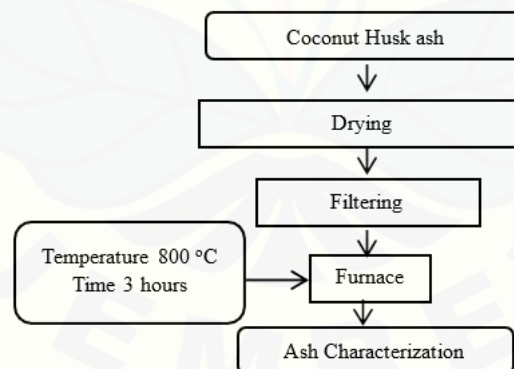 Coconut Husk ash
Drying
Filtering
Temperature 800 °C
Time 3 hours
Furnace
Ash Characterization